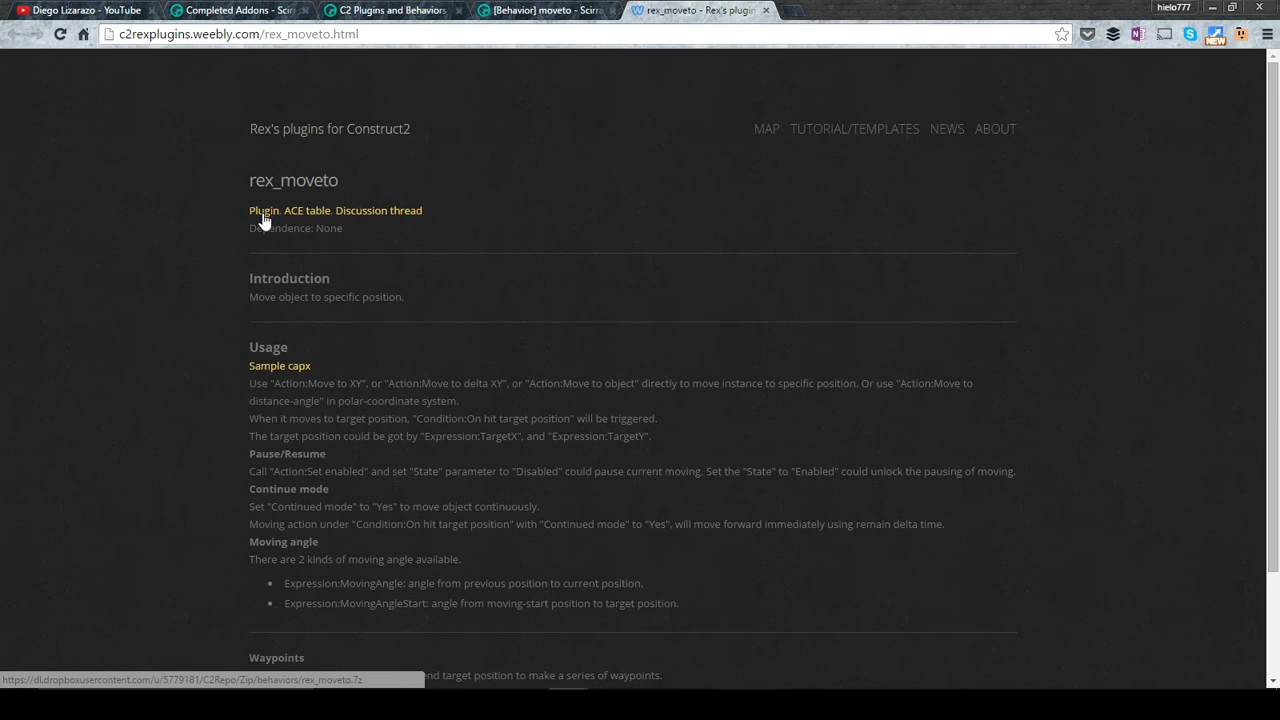 Diego Lizarazo - YouTube
Completed Addons - Scirr
C2 Plugins and Behaviors
[Behavior] moveto - Scirra
rex_moveto - Rex's plugin
hielo777
c2rexplugins.weebly.com/rex_moveto.html
NEW
Rex's plugins for Construct2
MAP TUTORIAL/TEMPLATES NEWS ABOUT
rex_moveto
Plugin. ACE table. Discussion thread
Dependence: None
Introduction
Move object to specific position.
Usage
Sample capx
Use "Action:Move to XY", or "Action:Move to delta XY", or "Action:Move to object" directly to move instance to specific position. Or use "Action:Move to
distance-angle" in polar-coordinate system.
When it moves to target position, "Condition:On hit target position" will be triggered.
The target position could be got by "Expression:TargetX", and "Expression:TargetY".
Pause/Resume
Call "Action:Set enabled" and set "State" parameter to "Disabled" could pause current moving. Set the "State" to "Enabled" could unlock the pausing of moving.
Continue mode
Set "Continued mode" to "Yes" to move object continuously.
Moving action under "Condition:On hit target position" with "Continued mode" to "Yes", will move forward immediately using remain delta time.
Moving angle
There are 2 kinds of moving angle available.
Expression:MovingAngle: angle from previous position to current position.
Expression:MovingAngleStart: angle from moving-start position to target position.
Waypoints
end target position to make a series of waypoints.
https://dl.dropboxusercontent.com/u/5779181/C2Repo/Zip/behaviors/rex_moveto.7z